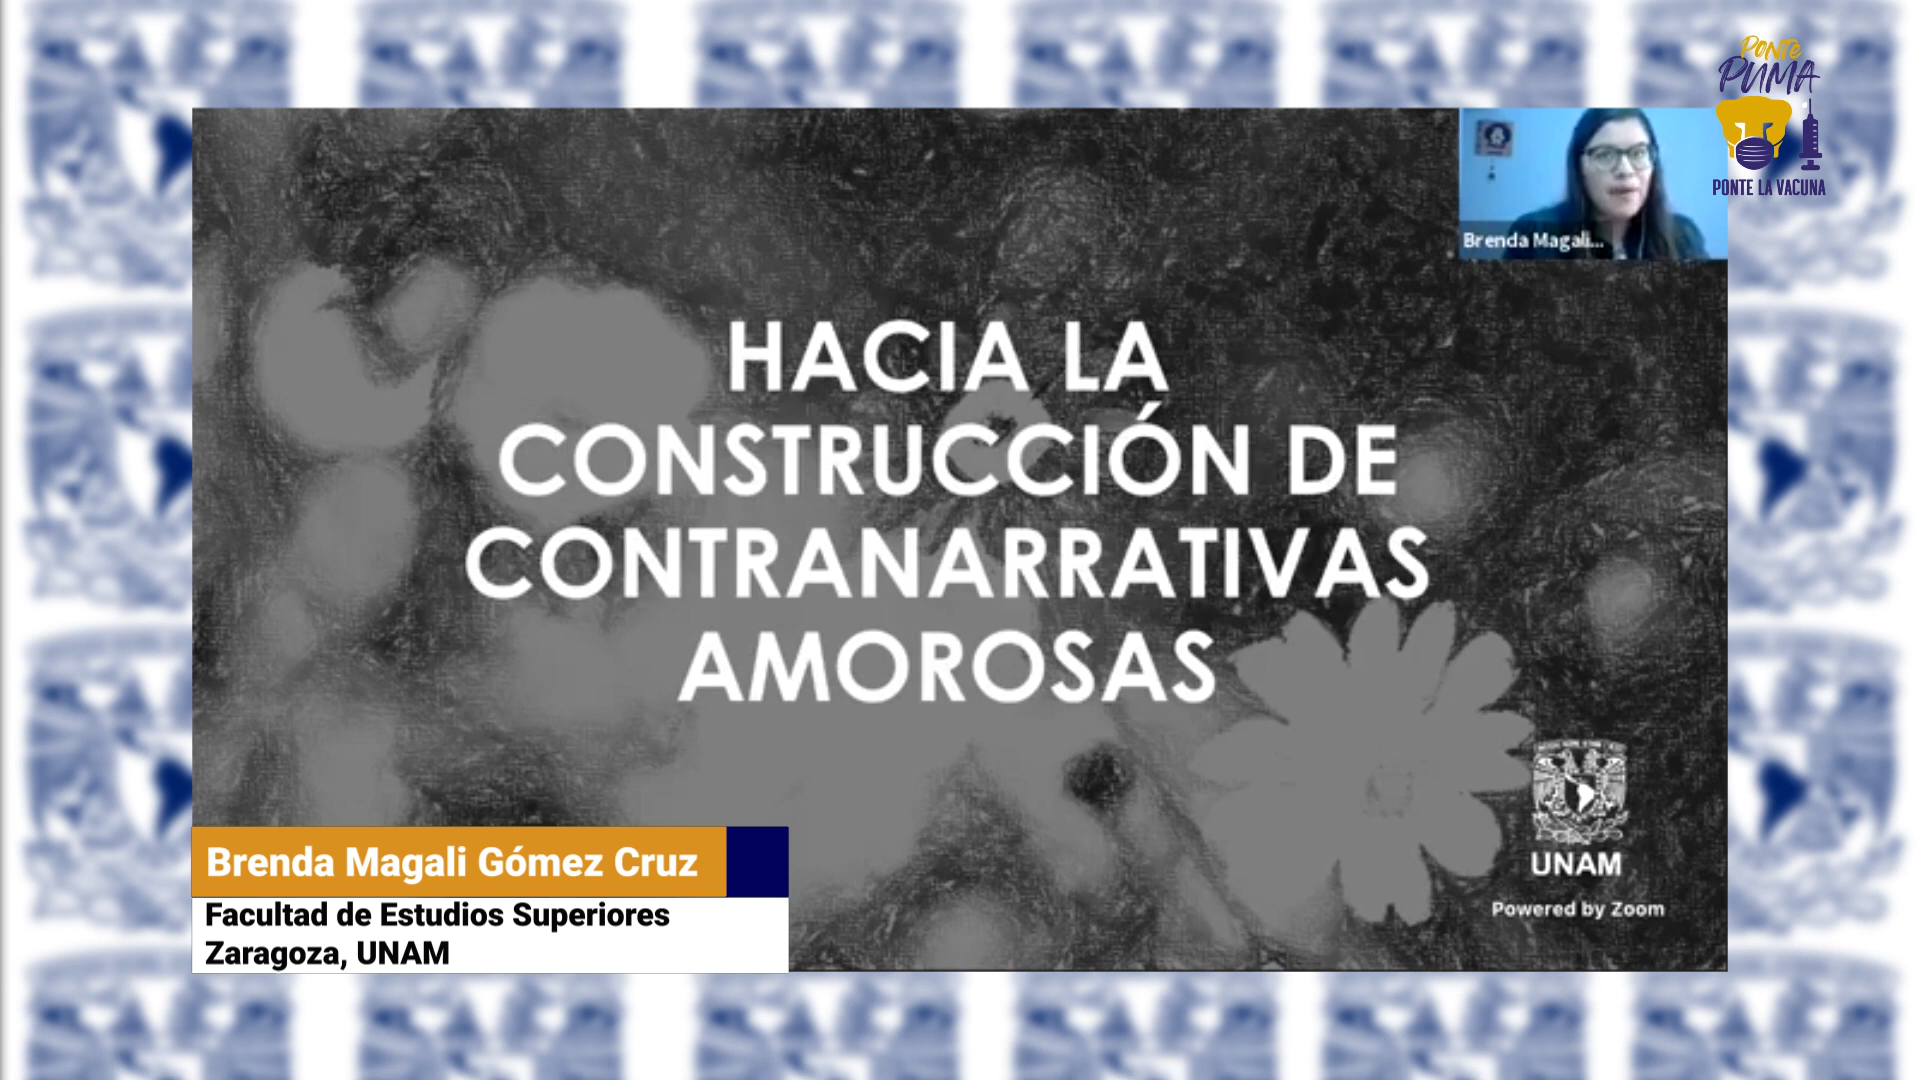 PONTE
PUMA
PONTE LA VACUNA
Brenda Magali...
HACIA LA
CONSTRUCCIÓN DE
CONTRANARRATIVAS
AMOROSAS
UNAM
Powered by Zoom
Brenda Magali Gómez Cruz
Facultad de Estudios Superiores
Zaragoza, UNAM